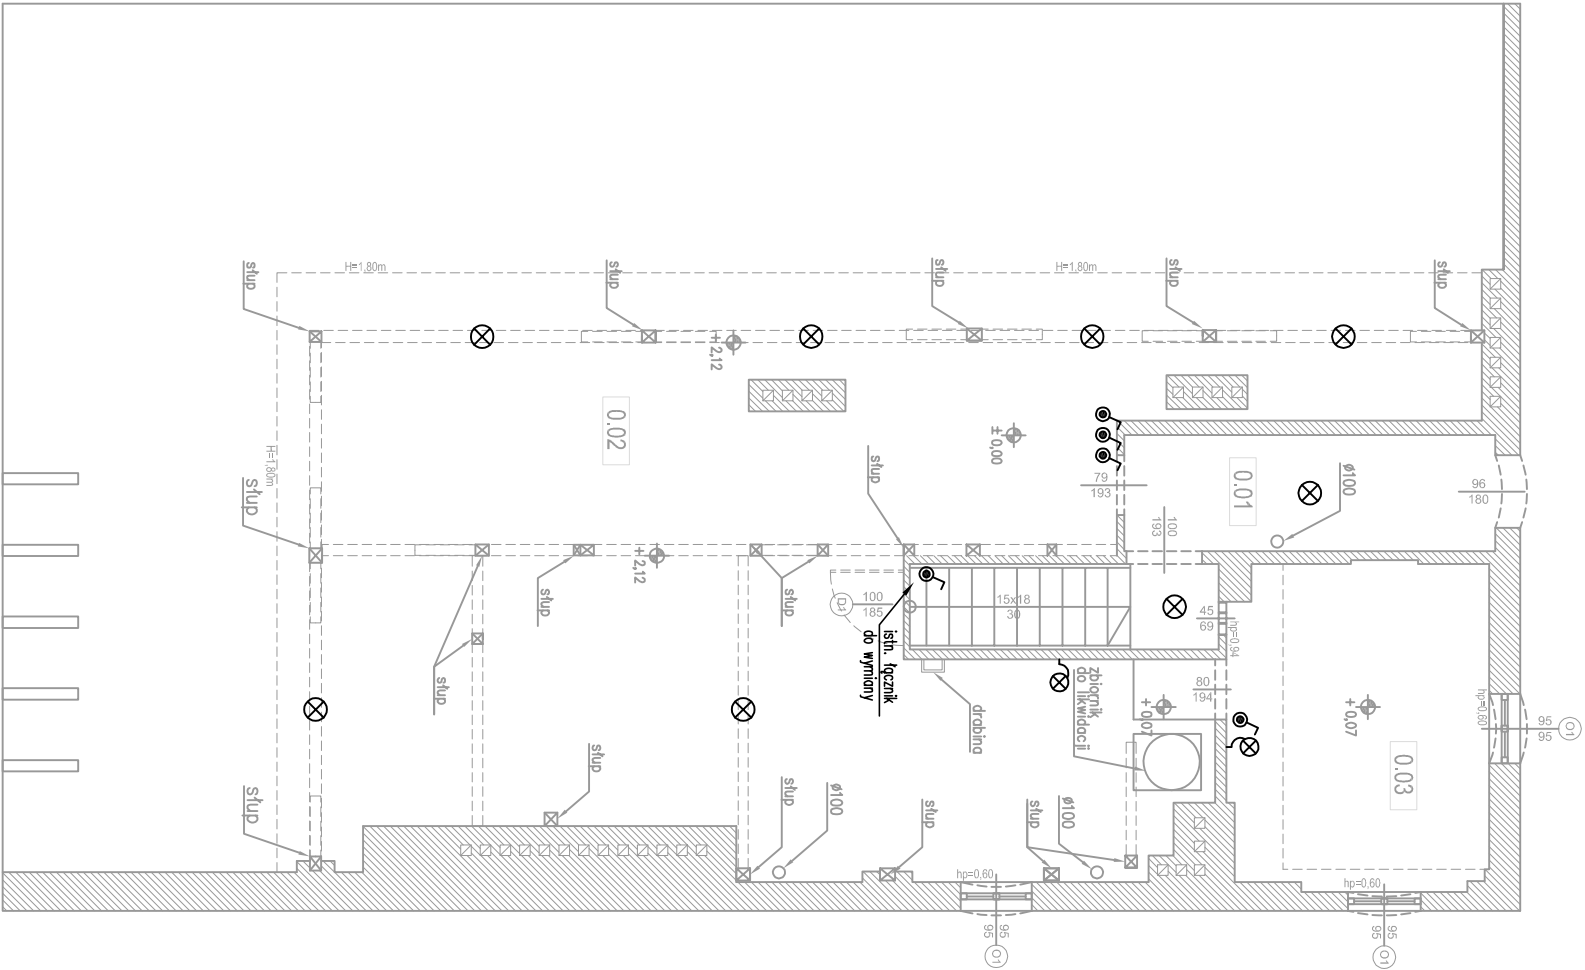 H=1,80m
H=1,80m
słup
słup
słup
słup
słup
+ 2,12
0.02
± 0,00
H=1,80m
słup
słup
79
193
0.01
ø100
96
180
100
193
+ 2,12
słup
słup
słup
D1
100
185
15x18
30
45
69
hp=0,94
istn. łącznik
do wymiany
zbiornik
do likwidacji
80
194
+ 0,07
+ 0,07
hp=0,60
95
95
O1
drabina
0.03
słup
słup
słup
ø100
słup
słup
ø100
hp=0,60
hp=0,60
95
95
O1
95
95
O1